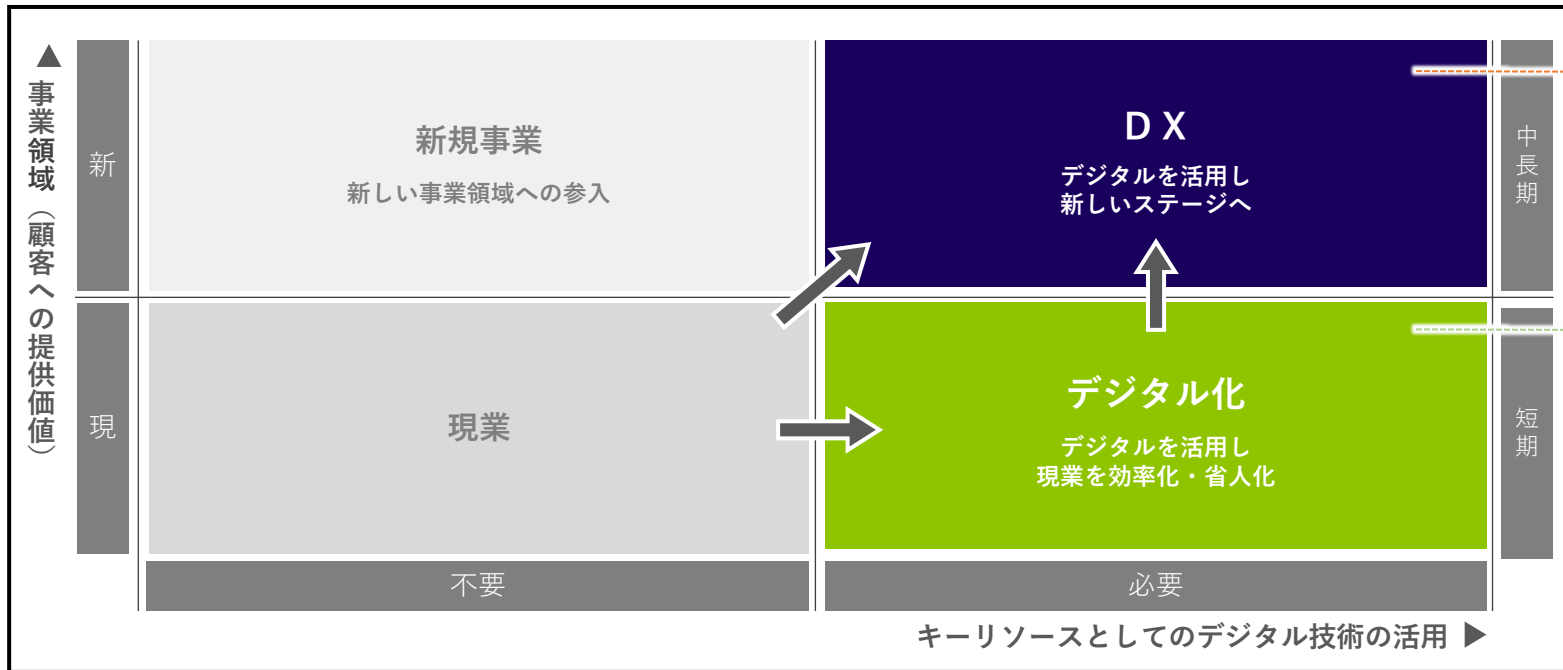 ▲
事業領域（顧客への提供価値）
新
新規事業
新しい事業領域への参入
ＤＸ
デジタルを活用し
新しいステージへ
中長期
現
現業
デジタル化
デジタルを活用し
現業を効率化・省人化
短期
不要
必要
キーリソースとしてのデジタル技術の活用 ▶